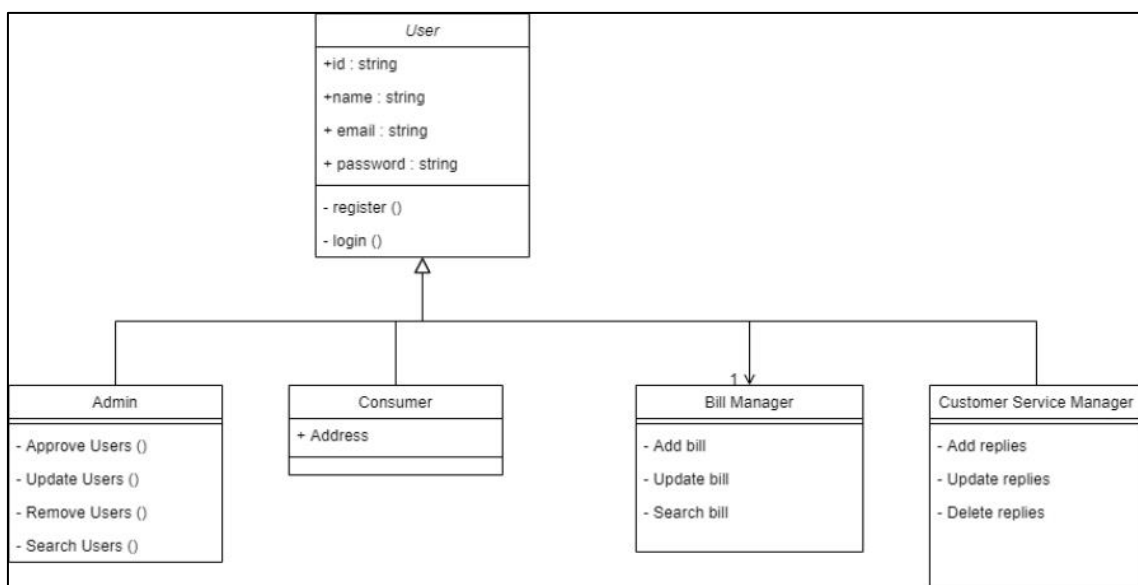 User
+id : string
+name : string
+ email : string
+ password : string
- register ()
- login ()
1
Admin
- Approve Users ()
- Update Users ()
- Remove Users ()
- Search Users ()
Consumer
+ Address
Bill Manager
- Add bill
- Update bill
- Search bill
Customer Service Manager
- Add replies
- Update replies
- Delete replies